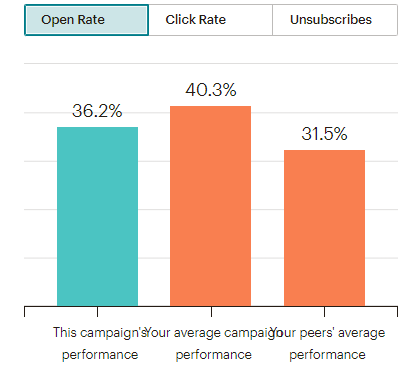 Open Rate Click Rate Unsubscribes
40.3%
36.2%
31.5%
This campaign's Your average campaign Your peers' average
performance performance performance